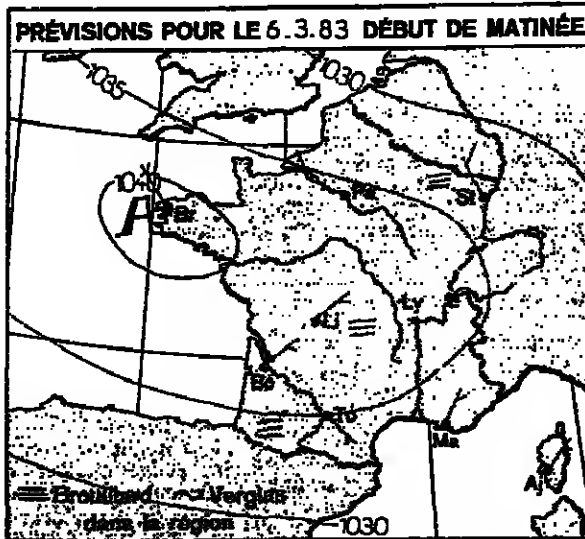 PRÉVISIONS POUR LE 6.3.83 DÉBUT DE MATINÉE
1035
1030
1040
A
Br
Pa
St
Li
Ly
Bo
To
Ma
Aj
Brouillard Verglas
dans la région
1030